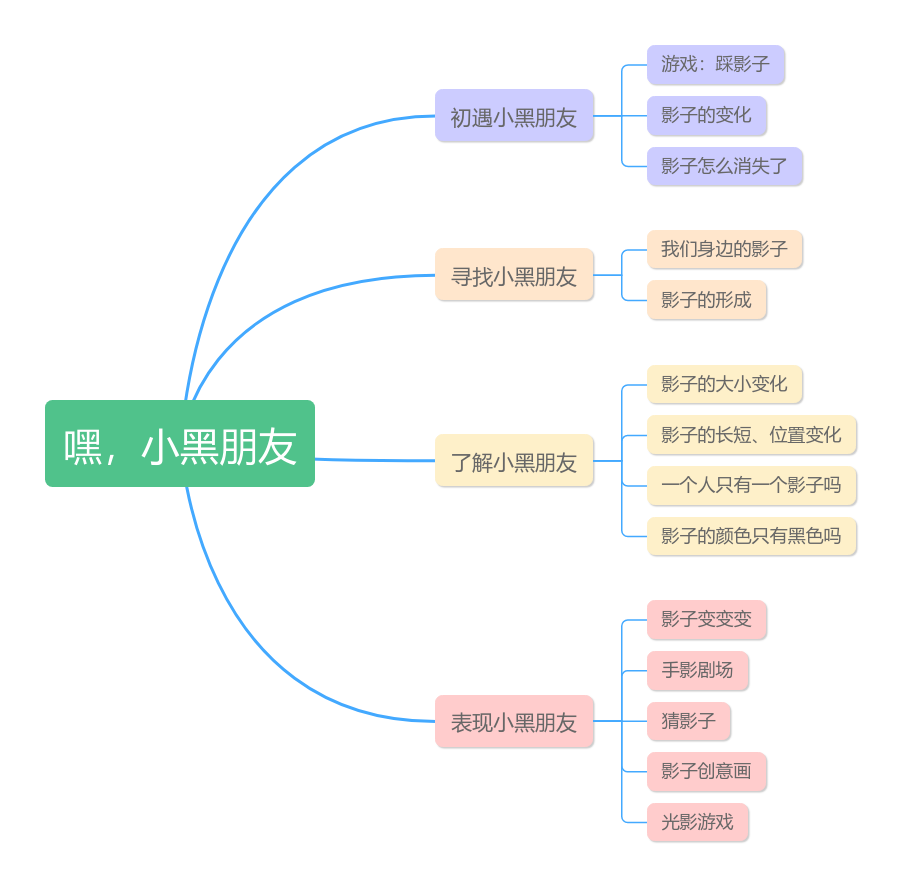 嘿，小黑朋友
初遇小黑朋友
游戏：踩影子
影子的变化
影子怎么消失了
寻找小黑朋友
我们身边的影子
影子的形成
了解小黑朋友
影子的大小变化
影子的长短、位置变化
一个人只有一个影子吗
影子的颜色只有黑色吗
表现小黑朋友
影子变变变
手影剧场
猜影子
影子创意画
光影游戏